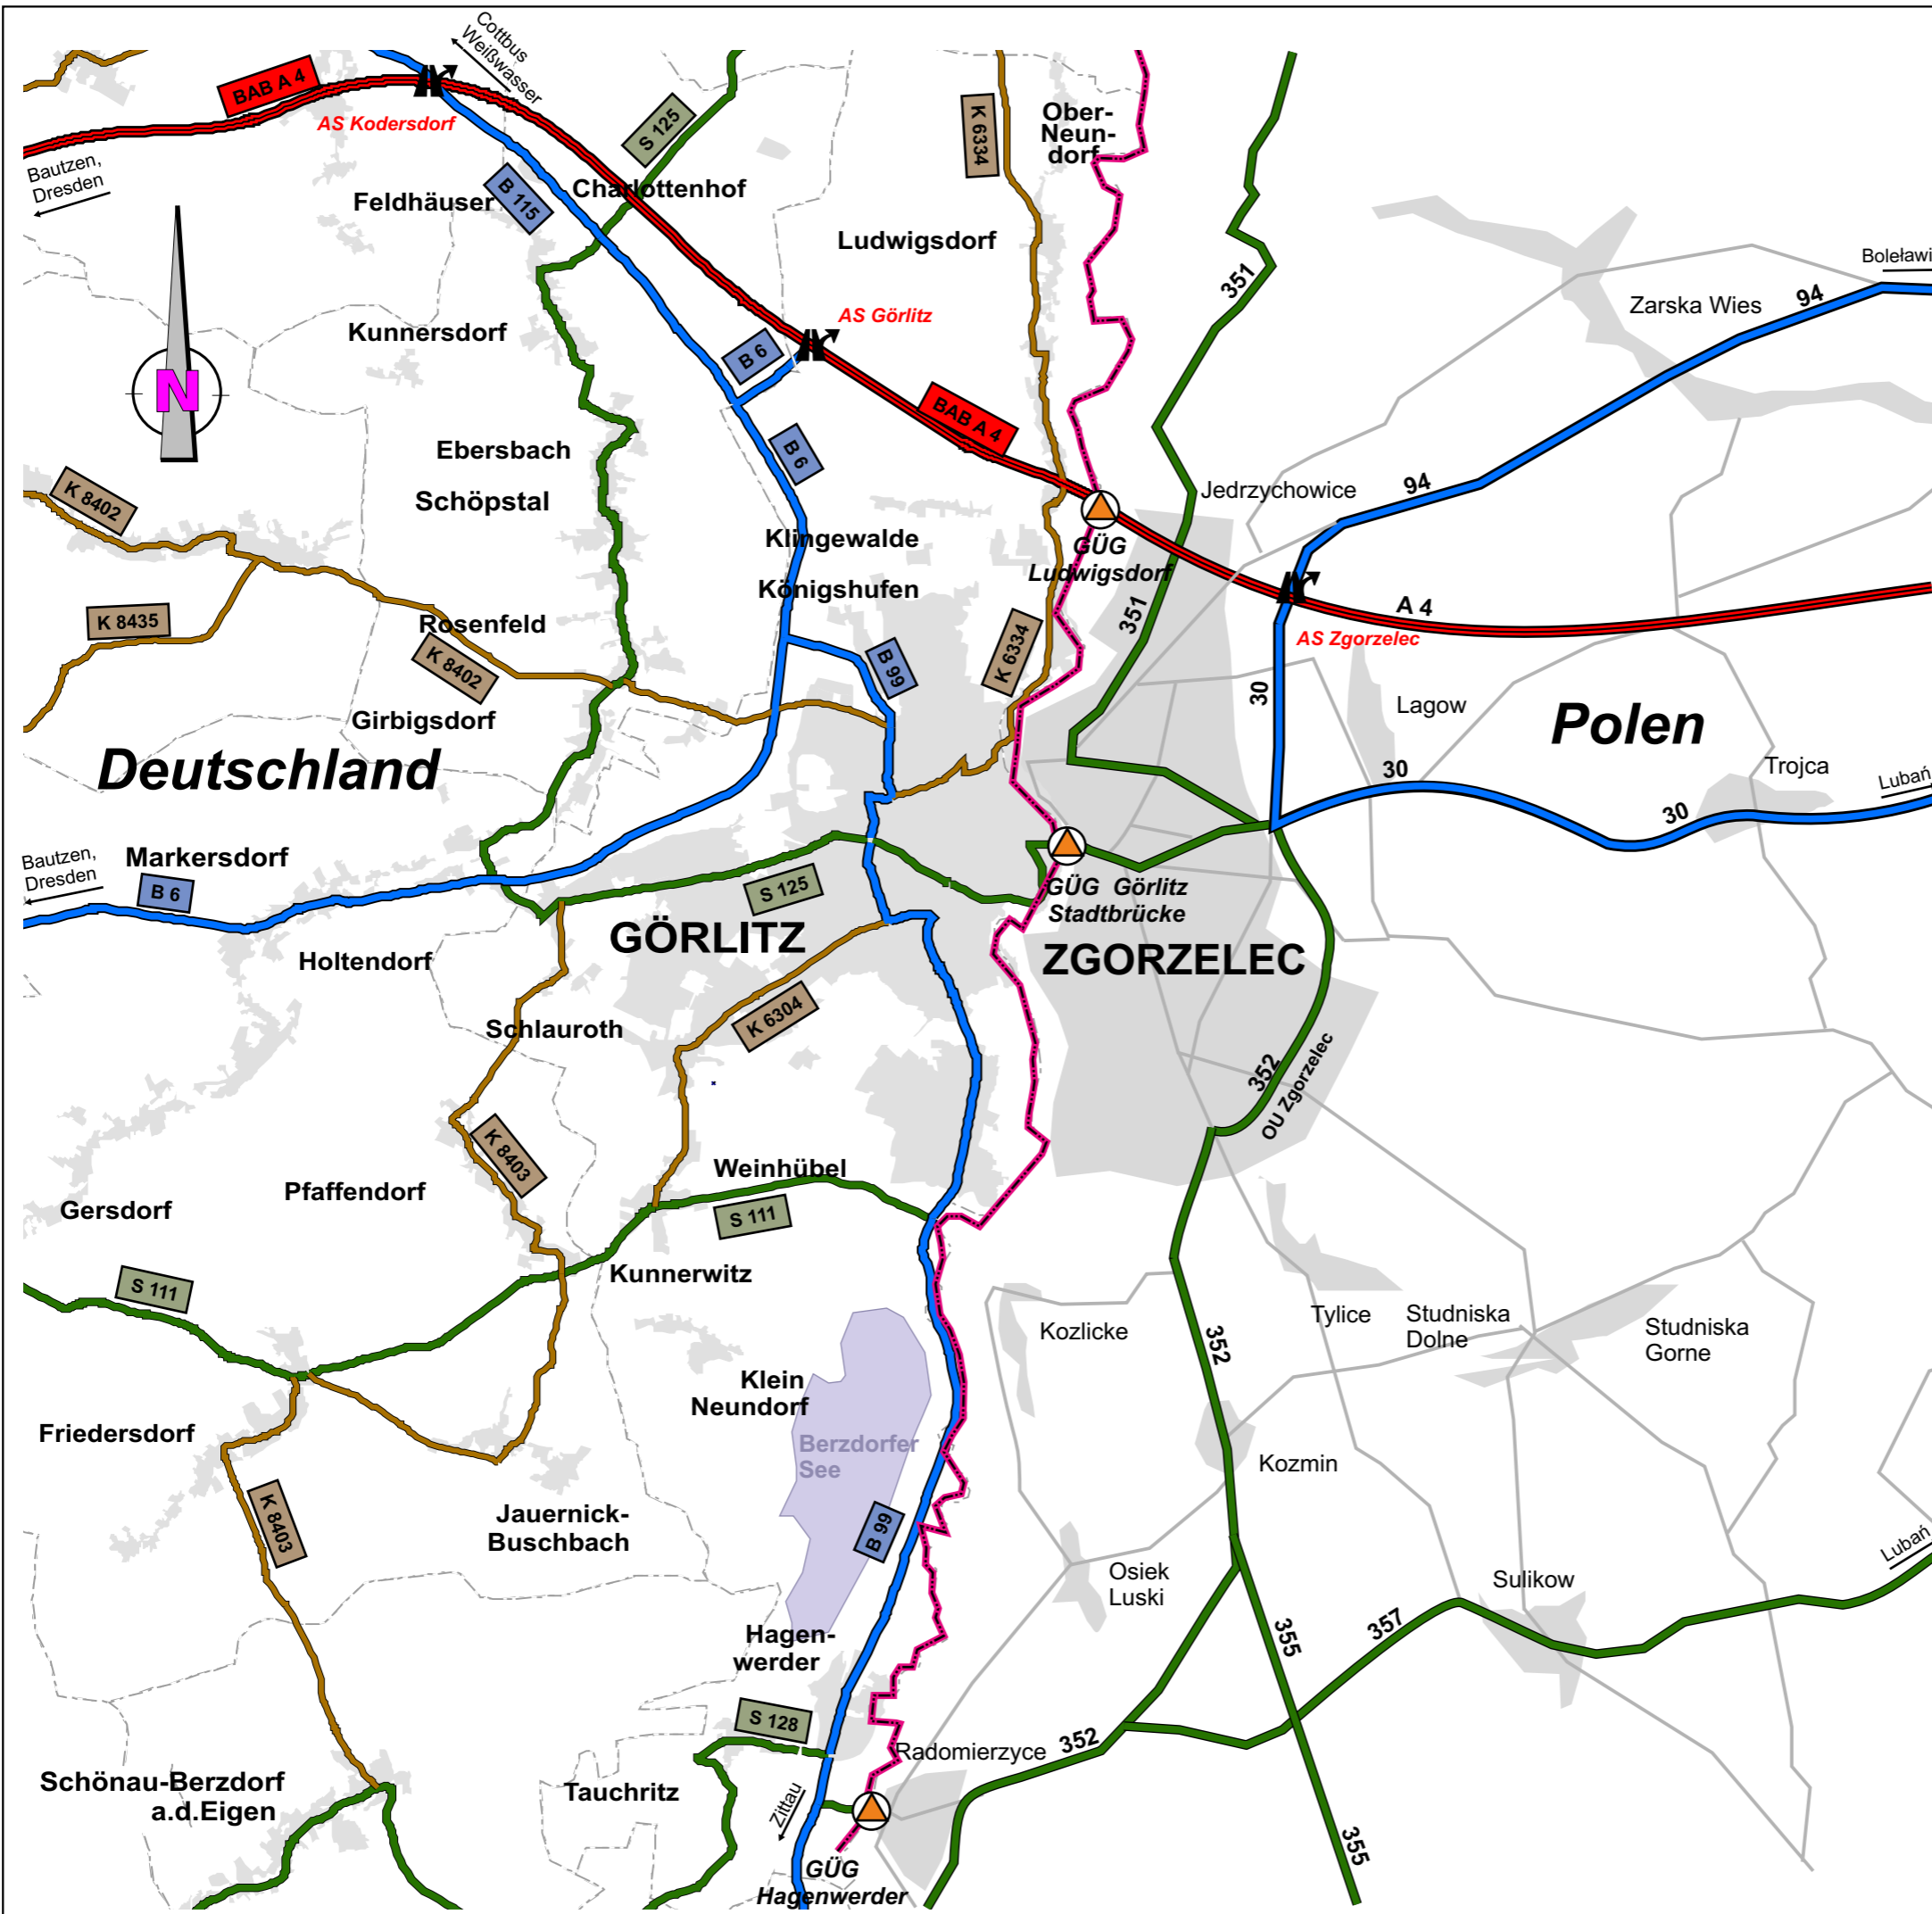 Cottbus
Weißwasser
BAB A 4
AS Kodersdorf
S 125
K 6334
Ober-
Neun-
dorf
Bautzen,
Dresden
Feldhäuser
B 115
Charlottenhof
Ludwigsdorf
351
Boleławi
Zarska Wies
94
N
Kunnersdorf
B 6
AS Görlitz
BAB A 4
Ebersbach
B 6
K 8402
Schöpstal
Jedrzychowice
94
Klingewalde
GÜG
Ludwigsdorf
Königshufen
A 4
K 8435
Rosenfeld
351
AS Zgorzelec
K 8402
B 99
K 6334
30
Lagow
Polen
Girbigsdorf
Deutschland
30
Trojca
Lubań
30
Bautzen,
Dresden
Markersdorf
B 6
S 125
GÜG Görlitz
Stadtbrücke
GÖRLITZ
ZGORZELEC
Holtendorf
K 6304
Schlauroth
352
OU Zgorzelec
K 8403
Weinhübel
Pfaffendorf
Gersdorf
S 111
Kunnerwitz
S 111
Kozlicke
Tylice
Studniska
Dolne
Studniska
Gorne
352
Klein
Neundorf
Friedersdorf
Berzdorfer
See
Kozmin
K 8403
Jauernick-
Buschbach
B 99
Lubań
Osiek
Luski
Sulikow
Hagen-
werder
355
357
S 128
Radomierzyce
352
Schönau-Berzdorf
a.d.Eigen
Tauchritz
Zittau
355
GÜG
Hagenwerder